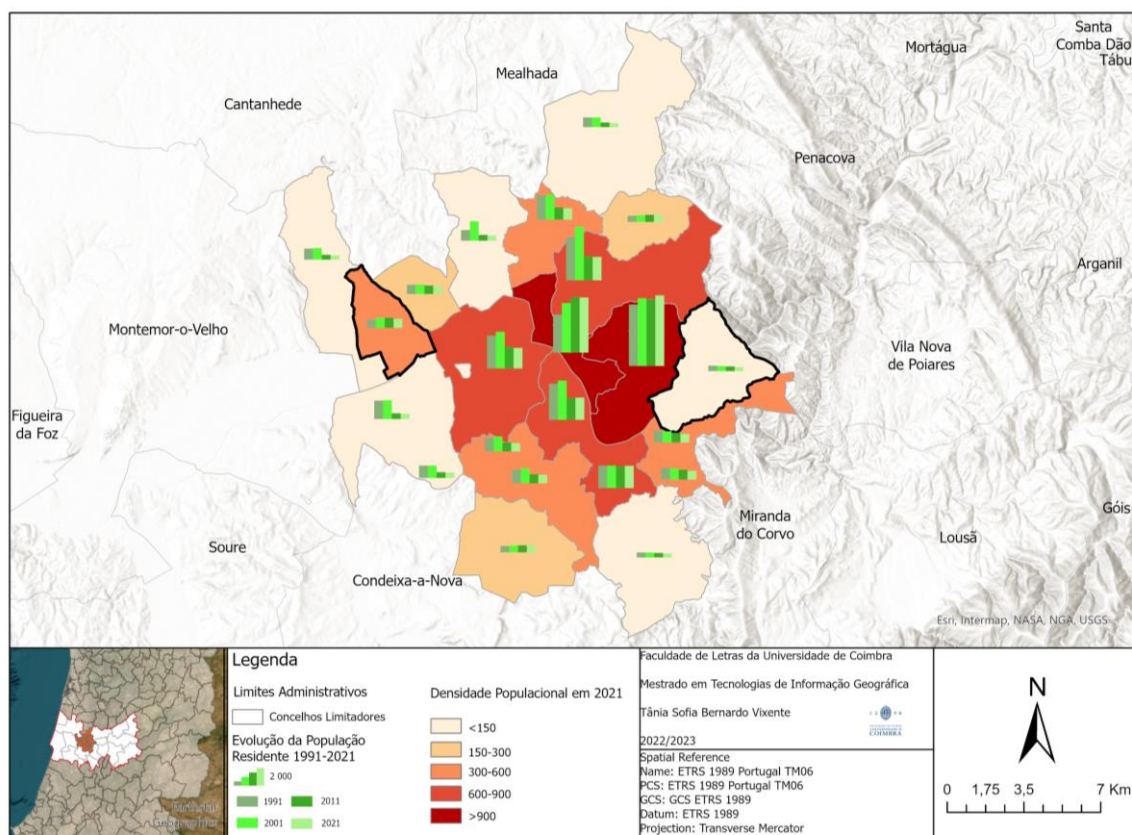 Santa
Comba Dão
Tábu
Mortágua
Mealhada
Cantanhede
Penacova
Arganil
Montemor-o-Velho
Vila Nova
de Poiares
Figueira
da Foz
Góis
Miranda
do Corvo
Lousã
Soure
Condeixa-a-Nova
Esri, Intermap, NASA, NGA, USGS
Legenda
Limites Administrativos
Concelhos Limitadores
Evolução da População
Residente 1991-2021
2 000
1991
2011
2001
2021
Densidade Populacional em 2021
<150
150-300
300-600
600-900
>900
Faculdade de Letras da Universidade de Coimbra
Mestrado em Tecnologias de Informação Geográfica
Tânia Sofia Bernardo Vixente
2022/2023
COIMBRA
Spatial Reference
Name: ETRS 1989 Portugal TM06
PCS: ETRS 1989 Portugal TM06
GCS: GCS ETRS 1989
Datum: ETRS 1989
Projection: Transverse Mercator
N
0 1,75 3,5 7 Km
Earthstar
Geographics